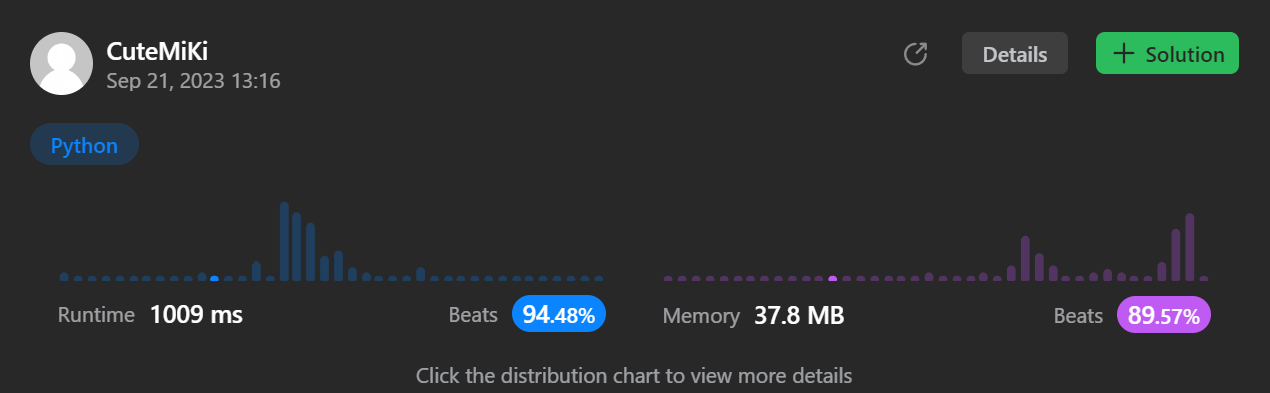 CuteMiKi
Sep 21, 2023 13:16
Details
Solution
Python
Runtime 1009 ms Beats 94.48%
Memory 37.8 MB Beats 89.57%
Click the distribution chart to view more details